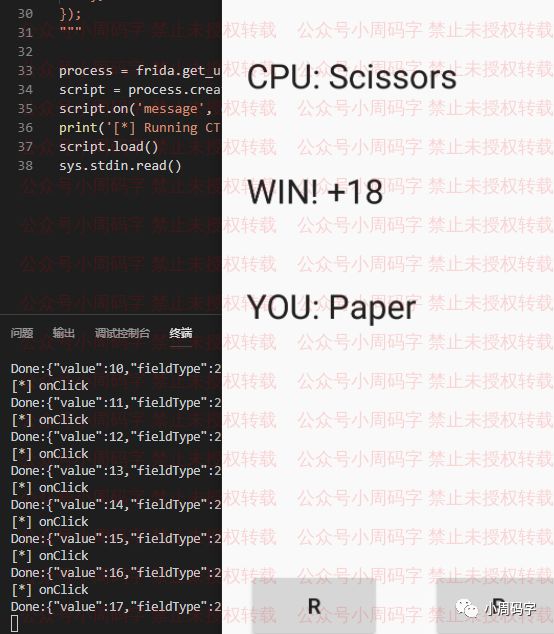 30 });
31 """
32
33 process = frida.get_u
34 script = process.crea
35 script.on('message',
36 print('[*] Running CT
37 script.load()
38 sys.stdin.read()
问题 输出 调试控制台 终端
Done:{"value":10,"fieldType":2
[*] onClick
Done:{"value":11,"fieldType":2
[*] onClick
Done:{"value":12,"fieldType":2
[*] onClick
Done:{"value":13,"fieldType":2
[*] onClick
Done:{"value":14,"fieldType":2
[*] onClick
Done:{"value":15,"fieldType":2
[*] onClick
Done:{"value":16,"fieldType":2
[*] onClick
Done:{"value":17,"fieldType":2
CPU: Scissors
WIN! +18
YOU: Paper
R
小周码字
公众号小周码字 禁止未授权转载